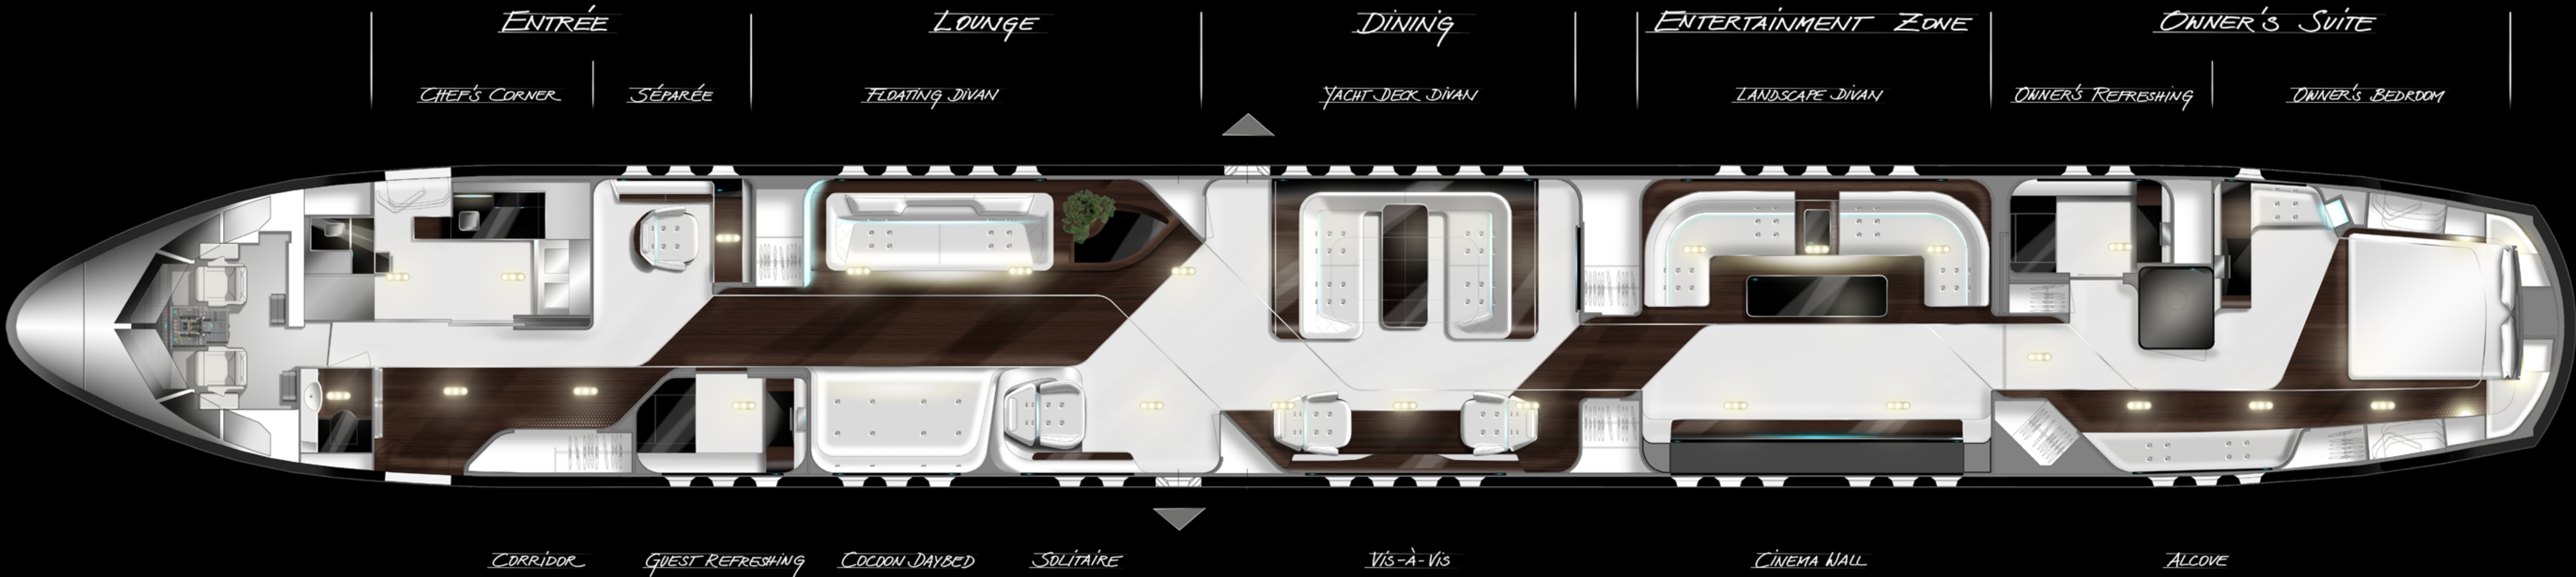 ENTRÉE
LOUNGE
DINING
ENTERTAINMENT ZONE
OWNER'S SUITE
CHEF'S CORNER
SÉPARÉE
FLOATING DIVAN
YACHT DECK DIVAN
LANDSCAPE DIVAN
OWNER'S REFRESHING
OWNER'S BEDROOM
CORRIDOR
GUEST REFRESHING
COCOON DAYBED
SOLITAIRE
VIS-À-VIS
CINEMA WALL
ALCOVE